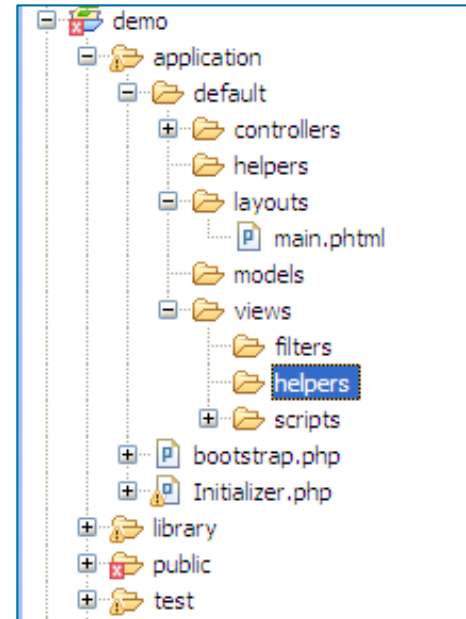 demo
application
default
controllers
helpers
layouts
main.phtml
models
views
filters
helpers
scripts
bootstrap.php
Initializer.php
library
public
test